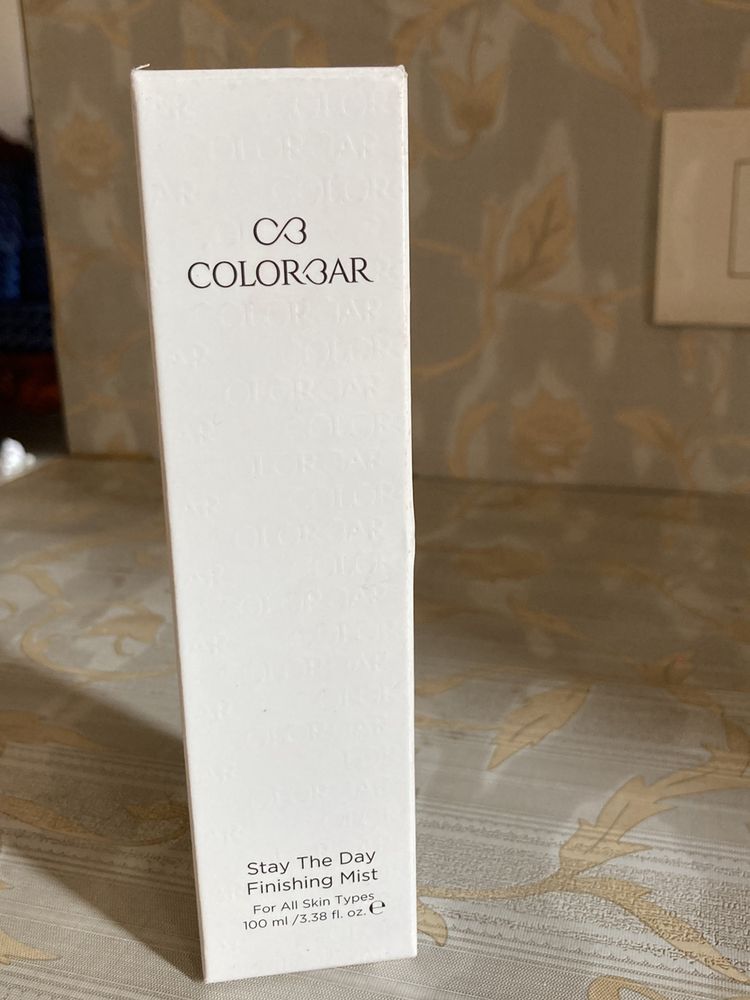 CB
COLORBAR
Stay The Day
Finishing Mist
For All Skin Types
100 ml /3.38 fl. oz. ℮